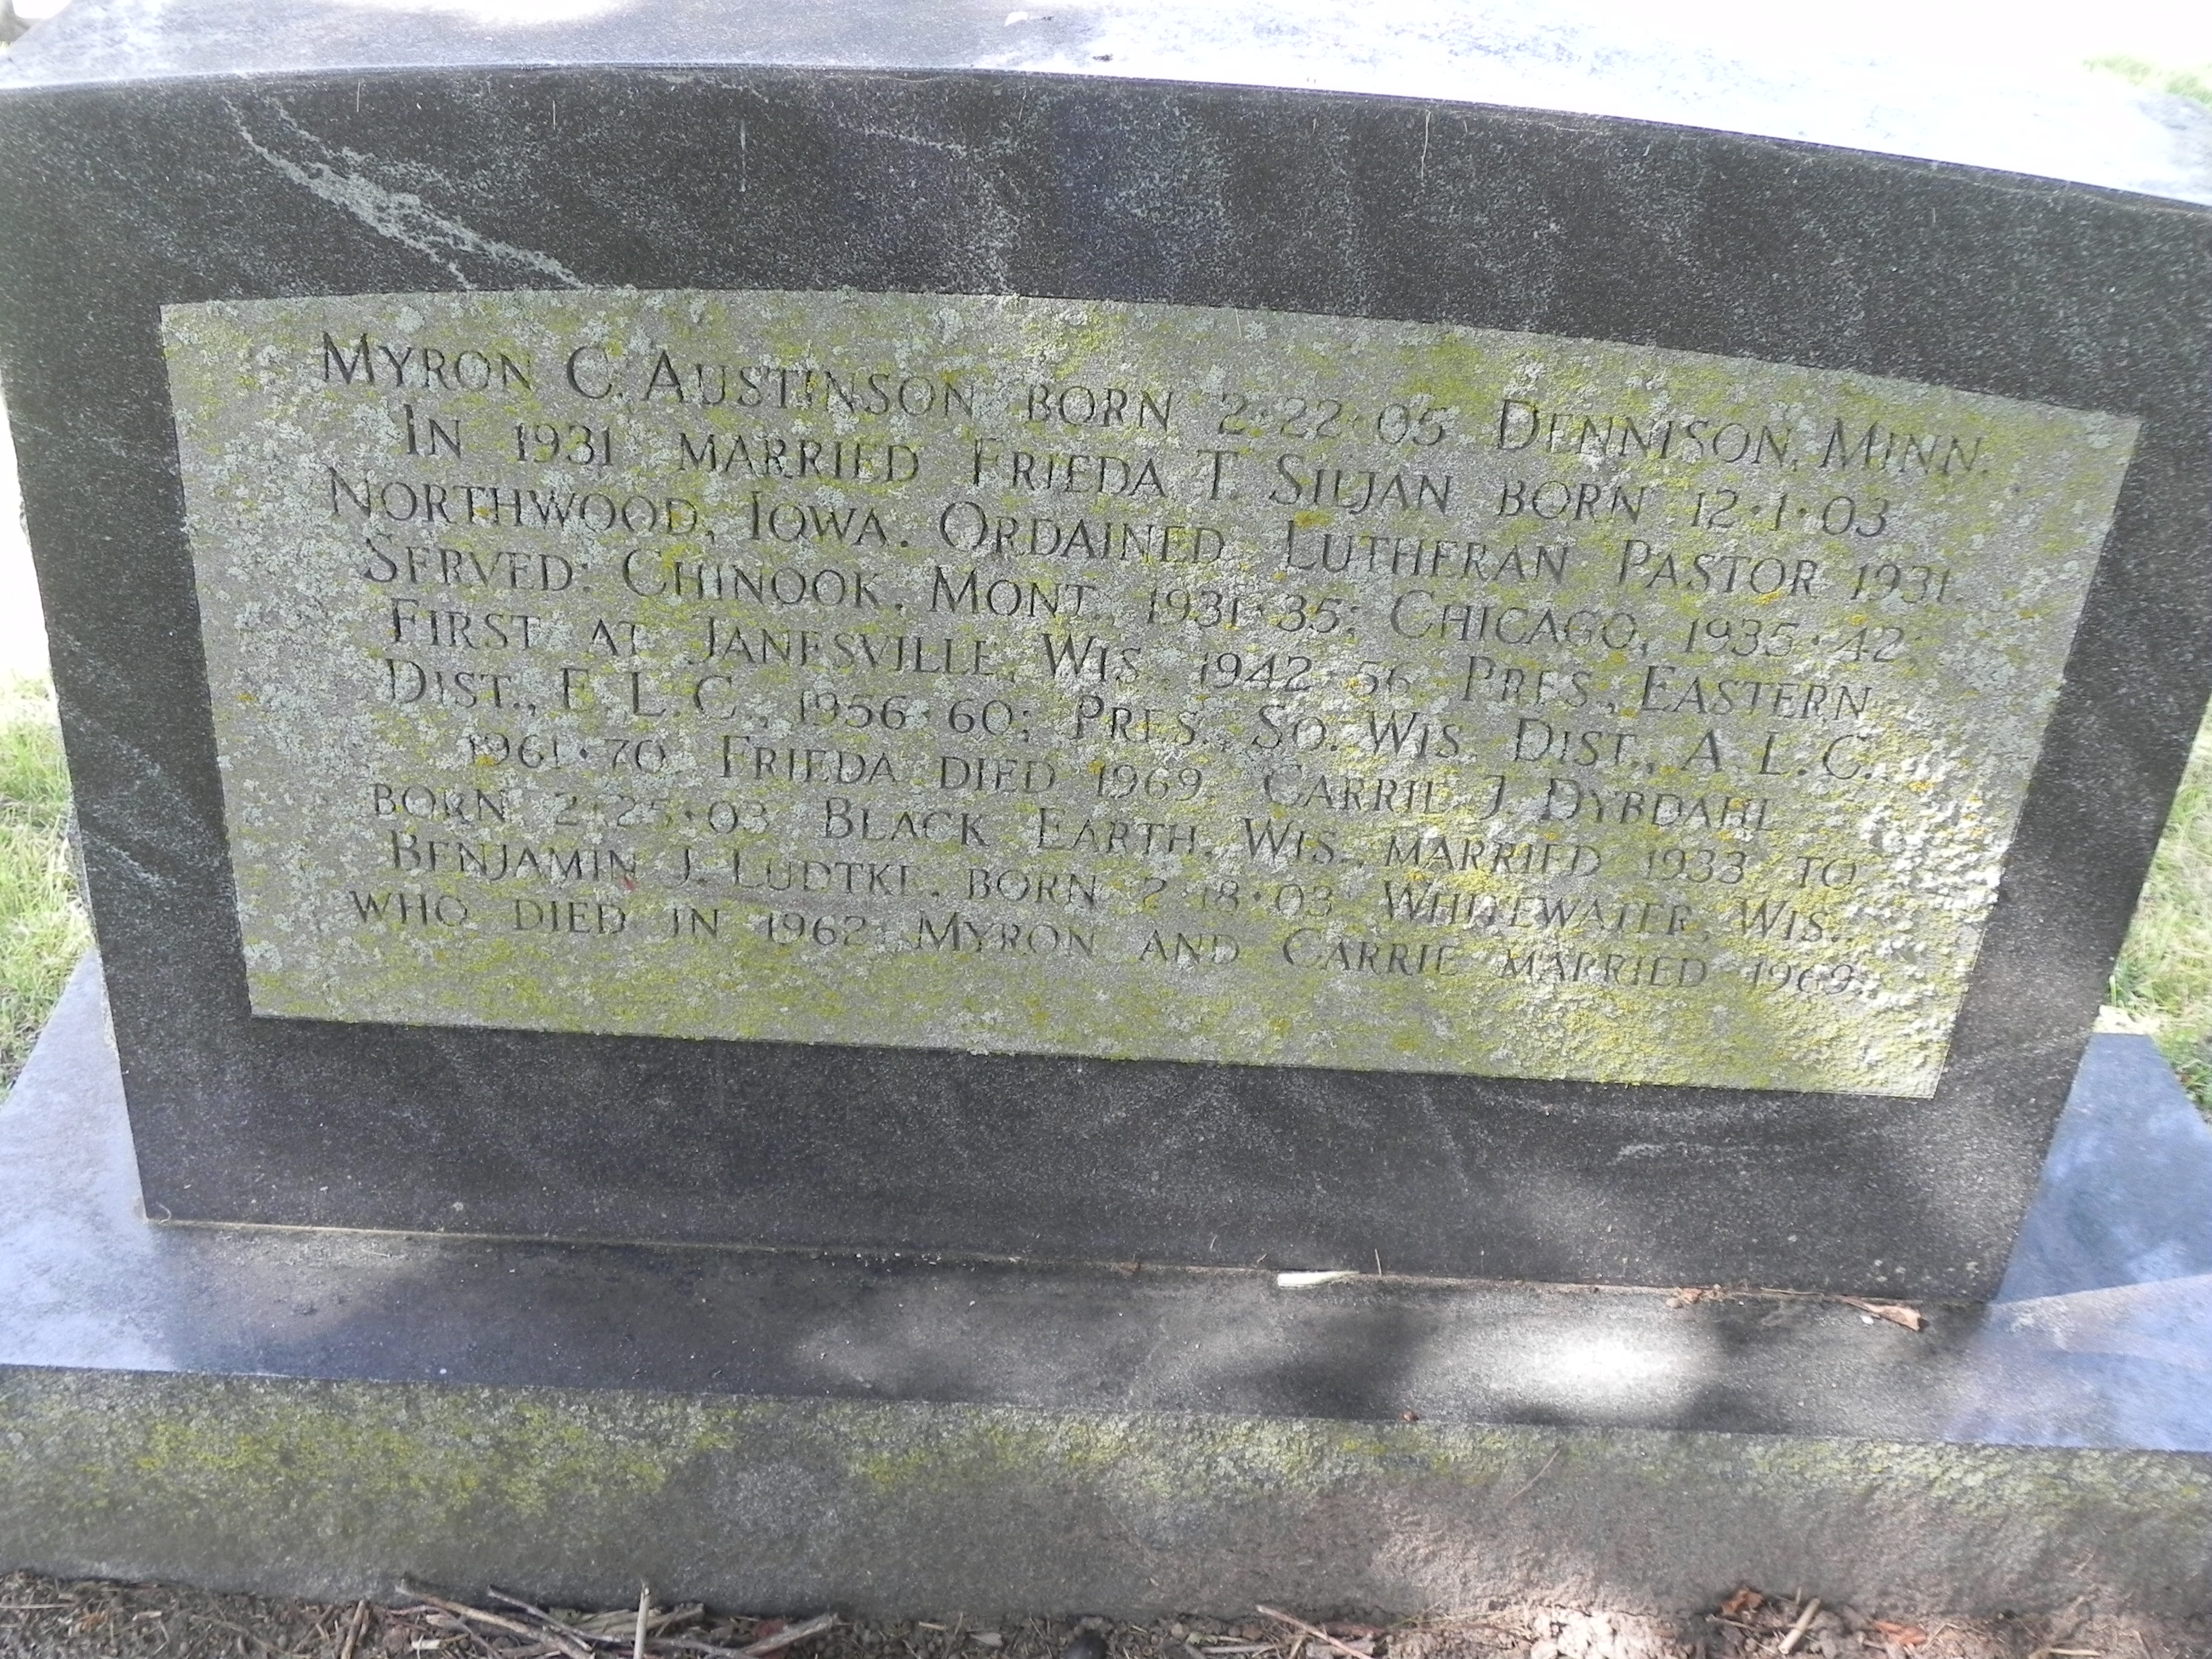 MYRON C. AUSTINSON BORN 2·22·05 DENNISON, MINN.
IN 1931 MARRIED FRIEDA T. SILJAN BORN 12·1·03
NORTHWOOD, IOWA. ORDAINED LUTHERAN PASTOR 1931.
SERVED: CHINOOK, MONT., 1931·35; CHICAGO, 1935·42;
FIRST AT JANESVILLE, WIS. 1942·56 PRES., EASTERN
DIST., E.L.C., 1956·60; PRES., SO. WIS. DIST., A.L.C.
1961·70. FRIEDA DIED 1969. CARRIE J. DYBDAHL
BORN 2·25·03 BLACK EARTH, WIS., MARRIED 1933 TO
BENJAMIN J. LUDTKE, BORN 2·18·03 WHITEWATER, WIS.,
WHO DIED IN 1962. MYRON AND CARRIE MARRIED 1969.